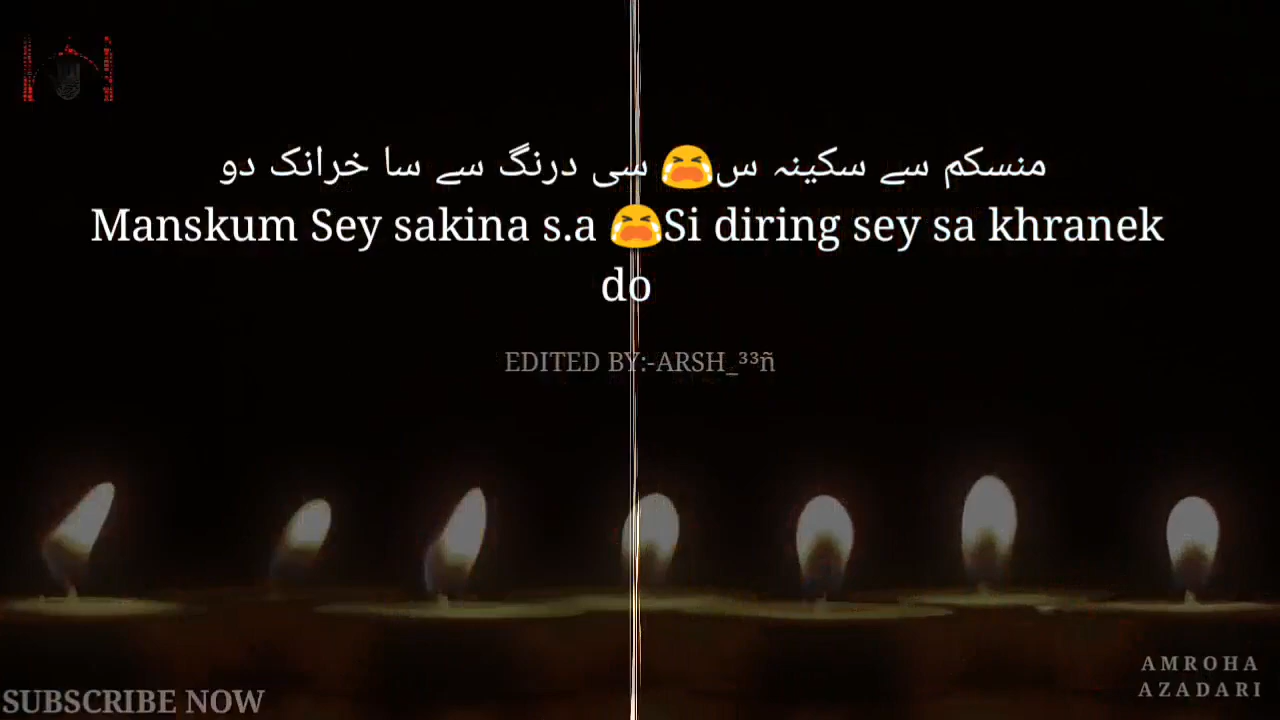 منسکم سے سکینہ س😭 سی درنگ سے سا خرانک دو
Manskum Sey sakina s.a 😭Si diring sey sa khranek
do
EDITED BY:-ARSH_³³ñ
AMROHA
AZADARI
SUBSCRIBE NOW